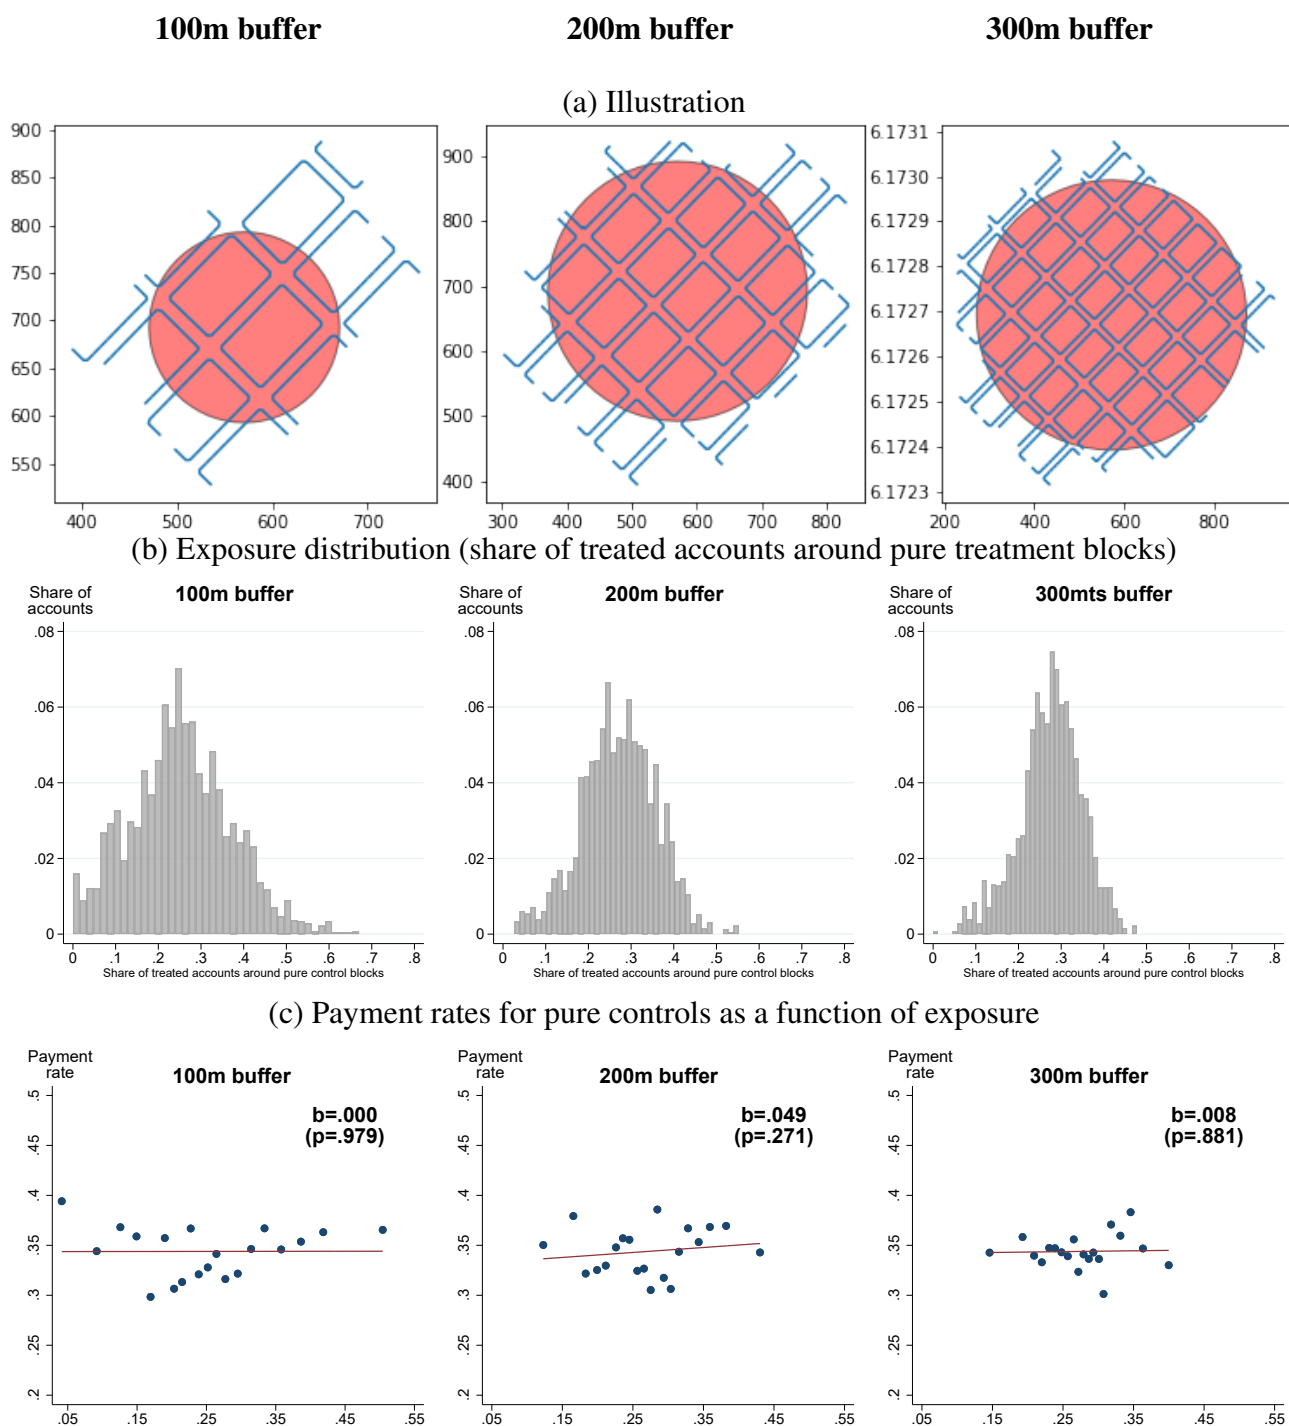 100m buffer 200m buffer 300m buffer
(a) Illustration
900
850
800
750
700
650
600
550
400 500 600 700
900
800
700
600
500
400
300 400 500 600 700 800
6.1731
6.1730
6.1729
6.1728
6.1727
6.1726
6.1725
6.1724
6.1723
200 400 600 800
(b) Exposure distribution (share of treated accounts around pure treatment blocks)
Share of
accounts
100m buffer
.08
.06
.04
.02
0
0 .1 .2 .3 .4 .5 .6 .7 .8
Share of treated accounts around pure control blocks
Share of
accounts
200m buffer
.08
.06
.04
.02
0
0 .1 .2 .3 .4 .5 .6 .7 .8
Share of treated accounts around pure control blocks
Share of
accounts
300mts buffer
.08
.06
.04
.02
0
0 .1 .2 .3 .4 .5 .6 .7 .8
Share of treated accounts around pure control blocks
(c) Payment rates for pure controls as a function of exposure
Payment
rate
100m buffer
b=.000
(p=.979)
.5
.45
.4
.35
.3
.25
.2
.05 .15 .25 .35 .45 .55
Payment
rate
200m buffer
b=.049
(p=.271)
.5
.45
.4
.35
.3
.25
.2
.05 .15 .25 .35 .45 .55
Payment
rate
300m buffer
b=.008
(p=.881)
.5
.45
.4
.35
.3
.25
.2
.05 .15 .25 .35 .45 .55